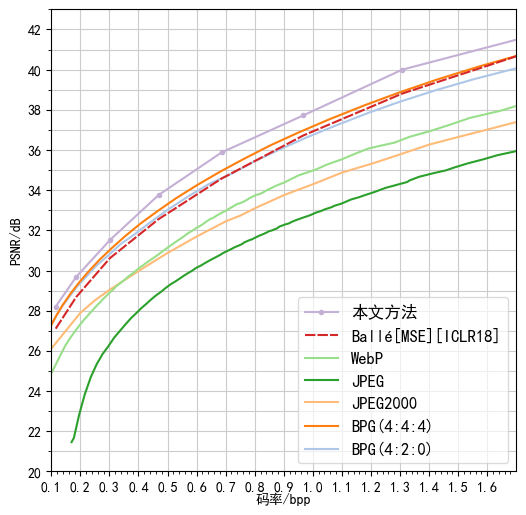 42
40
38
36
34
32
30
28
26
24
22
20
PSNR/dB
本文方法
Ballé[MSE][ICLR18]
WebP
JPEG
JPEG2000
BPG(4:4:4)
BPG(4:2:0)
0.1 0.2 0.3 0.4 0.5 0.6 0.7 0.8 0.9 1.0 1.1 1.2 1.3 1.4 1.5 1.6
码率/bpp